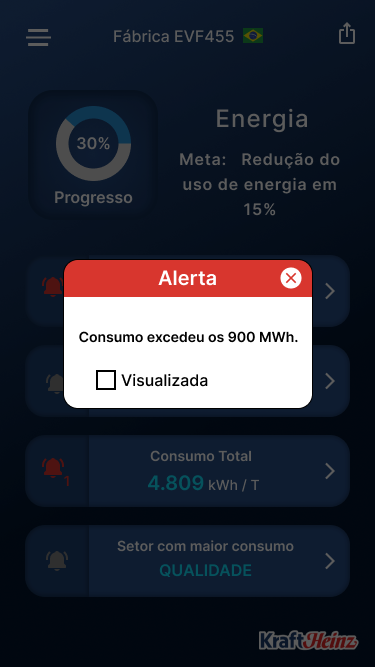 Fábrica EVF455
30%
Progresso
Energia
Meta: Redução do
uso de energia em
15%
Alerta
Consumo excedeu os 900 MWh.
Visualizada
Consumo Total
4.809 kWh / T
1
Setor com maior consumo
QUALIDADE
KraftHeinz